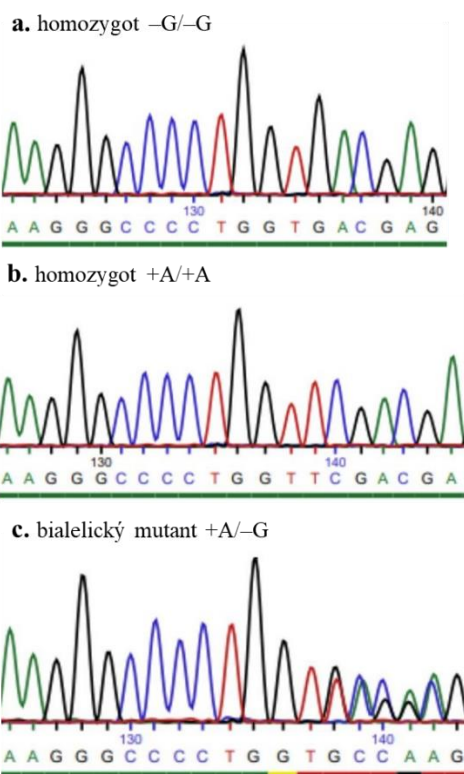 a. homozygot –G/–G
130 140
A A G G G C C C C T G G T G A C G A G
b. homozygot +A/+A
130 140
A A G G G C C C C T G G T T C G A C G A
c. bialelický mutant +A/–G
130 140
A A G G G C C C C T G G T G C C A A G